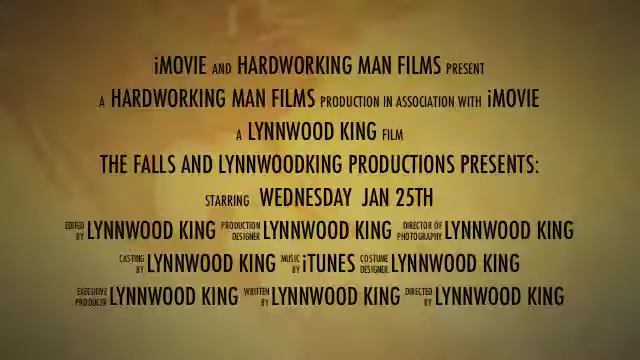 iMOVIE AND HARDWORKING MAN FILMS PRESENT
A HARDWORKING MAN FILMS PRODUCTION IN ASSOCIATION WITH iMOVIE
A LYNNWOOD KING FILM
THE FALLS AND LYNNWOODKING PRODUCTIONS PRESENTS:
STARRING WEDNESDAY JAN 25TH
EDITED BY LYNNWOOD KING PRODUCTION DESIGNER LYNNWOOD KING DIRECTOR OF PHOTOGRAPHY LYNNWOOD KING
CASTING BY LYNNWOOD KING MUSIC BY iTUNES COSTUME DESIGNER LYNNWOOD KING
EXECUTIVE PRODUCER LYNNWOOD KING WRITTEN BY LYNNWOOD KING DIRECTED BY LYNNWOOD KING